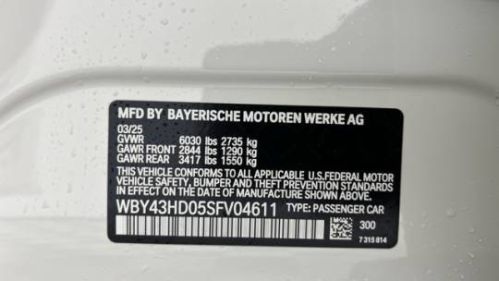 MFD BY BAYERISCHE MOTOREN WERKE AG
03/25
GVWR 6030 lbs 2735 kg
GAWR FRONT 2844 lbs 1290 kg
GAWR REAR 3417 lbs 1550 kg
THIS VEHICLE CONFORMS TO ALL APPLICABLE U.S.FEDERAL MOTOR
VEHICLE SAFETY, BUMPER, AND THEFT PREVENTION STANDARDS
IN EFFECT ON THE DATE OF MANUFACTURE SHOWN ABOVE.
WBY43HD05SFV04611 TYPE: PASSENGER CAR
300
7 315 814